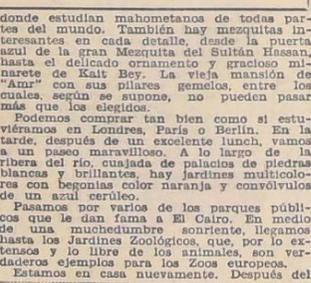 donde estudian mahometanos de todas par-
tes del mundo. También hay mezquitas in-
teresantes en cada detalle, desde la puerta
azul de la gran Mezquita del Sultán Hassan,
hasta el delicado ornamento y gracioso mi-
narete de Kait Bey. La vieja mansión de
"Amr" con sus pilares gemelos, entre los
cuales, según se supone, no pueden pasar
más que los elegidos.
Podemos comprar tan bien como si estu-
viéramos en Londres, París o Berlín. En la
tarde, después de un excelente lunch, vamos
a un paseo maravilloso. A lo largo de la
ribera del río, cuajada de palacios de piedras
blancas y brillantes, hay jardines multicolo-
res con begonias color naranja y convólvulos
de un azul cerúleo.
Pasamos por varios de los parques públi-
cos que le dan fama a El Cairo. En medio
de una muchedumbre sonriente, llegamos
hasta los Jardines Zoológicos, que, por lo ex-
tensos y lo libre de los animales, son ver-
daderos ejemplos para los Zoos europeos.
Estamos en casa nuevamente. Después del